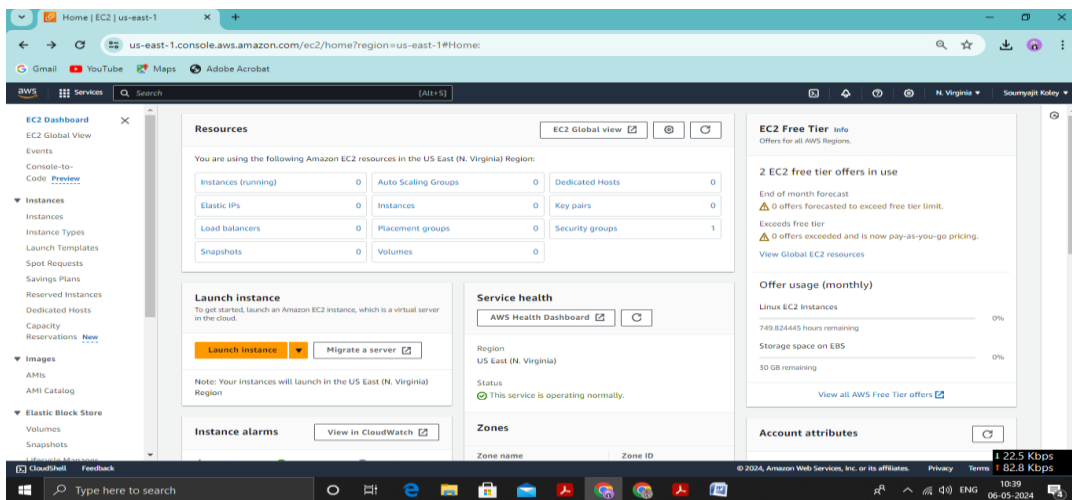 Home | EC2 | us-east-1
us-east-1.console.aws.amazon.com/ec2/home?region=us-east-1#Home:
Gmail YouTube Maps Adobe Acrobat
aws Services Search [Alt+S] N. Virginia Soumyajit Koley
EC2 Dashboard
EC2 Global View
Events
Console-to-
Code Preview
Instances
Instances
Instance Types
Launch Templates
Spot Requests
Savings Plans
Reserved Instances
Dedicated Hosts
Capacity
Reservations New
Images
AMIs
AMI Catalog
Elastic Block Store
Volumes
Snapshots
Lifecycle Manager
Resources
EC2 Global view
You are using the following Amazon EC2 resources in the US East (N. Virginia) Region:
Instances (running) 0 Auto Scaling Groups 0 Dedicated Hosts 0
Elastic IPs 0 Instances 0 Key pairs 0
Load balancers 0 Placement groups 0 Security groups 1
Snapshots 0 Volumes 0
Launch instance
To get started, launch an Amazon EC2 instance, which is a virtual server
in the cloud.
Launch instance Migrate a server
Note: Your instances will launch in the US East (N. Virginia)
Region
Instance alarms View in CloudWatch
Service health
AWS Health Dashboard
Region
US East (N. Virginia)
Status
This service is operating normally.
Zones
Zone name Zone ID
EC2 Free Tier Info
Offers for all AWS Regions.
2 EC2 free tier offers in use
End of month forecast
0 offers forecasted to exceed free tier limit.
Exceeds free tier
0 offers exceeded and is now pay-as-you-go pricing.
View Global EC2 resources
Offer usage (monthly)
Linux EC2 Instances
0%
749.824445 hours remaining
Storage space on EBS
0%
30 GB remaining
View all AWS Free Tier offers
Account attributes
22.5 Kbps
82.8 Kbps
CloudShell Feedback © 2024, Amazon Web Services, Inc. or its affiliates. Privacy Terms
Type here to search
ENG
10:39
06-05-2024
4